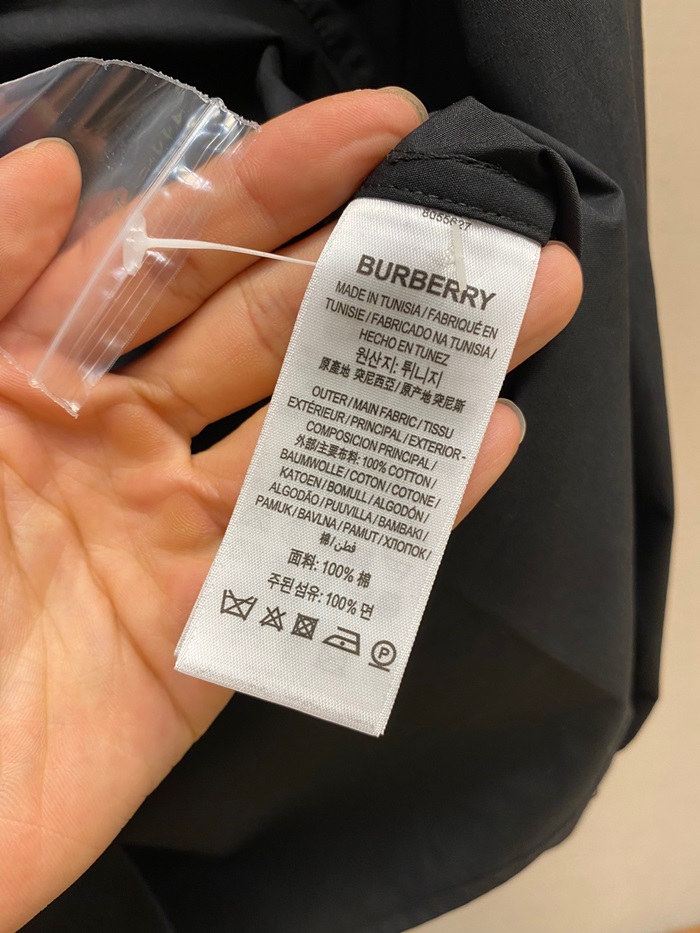 8055627
BURBERRY
MADE IN TUNISIA / FABRIQUÉ EN
TUNISIE / FABRICADO NA TUNISIA /
HECHO EN TUNEZ
원산지: 튀니지
原產地 突尼西亞 / 原产地 突尼斯
OUTER / MAIN FABRIC / TISSU
EXTÉRIEUR / PRINCIPAL / EXTERIOR -
COMPOSICION PRINCIPAL /
外部/主要布料: 100% COTTON /
BAUMWOLLE / COTON / COTONE /
KATOEN / BOMULL / ALGODÓN /
ALGODÃO / PUUVILLA / BAMBAKI /
PAMUK / BAVLNA / PAMUT / ХЛОПОК /
棉/ قطن
面料: 100% 棉
주된 섬유: 100% 면
P